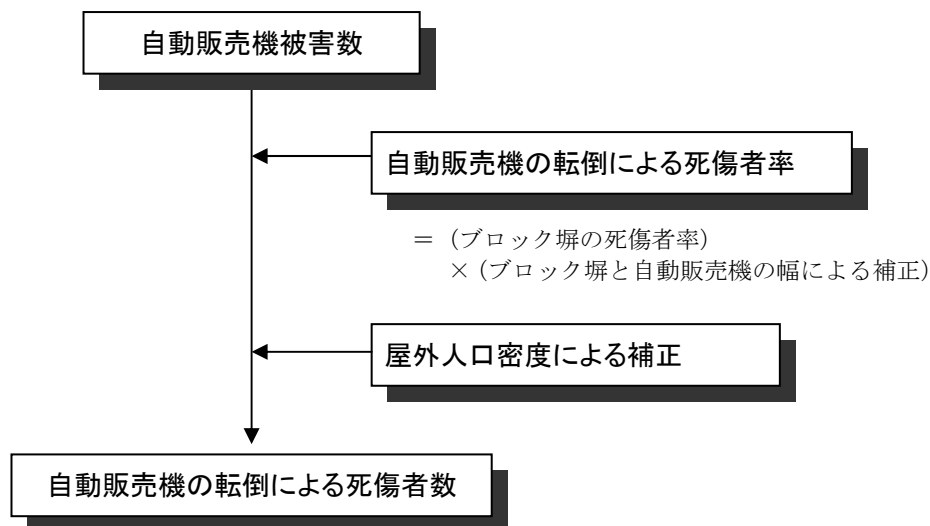 自動販売機被害数
自動販売機の転倒による死傷者率
=（ブロック塀の死傷者率）
×（ブロック塀と自動販売機の幅による補正）
屋外人口密度による補正
自動販売機の転倒による死傷者数